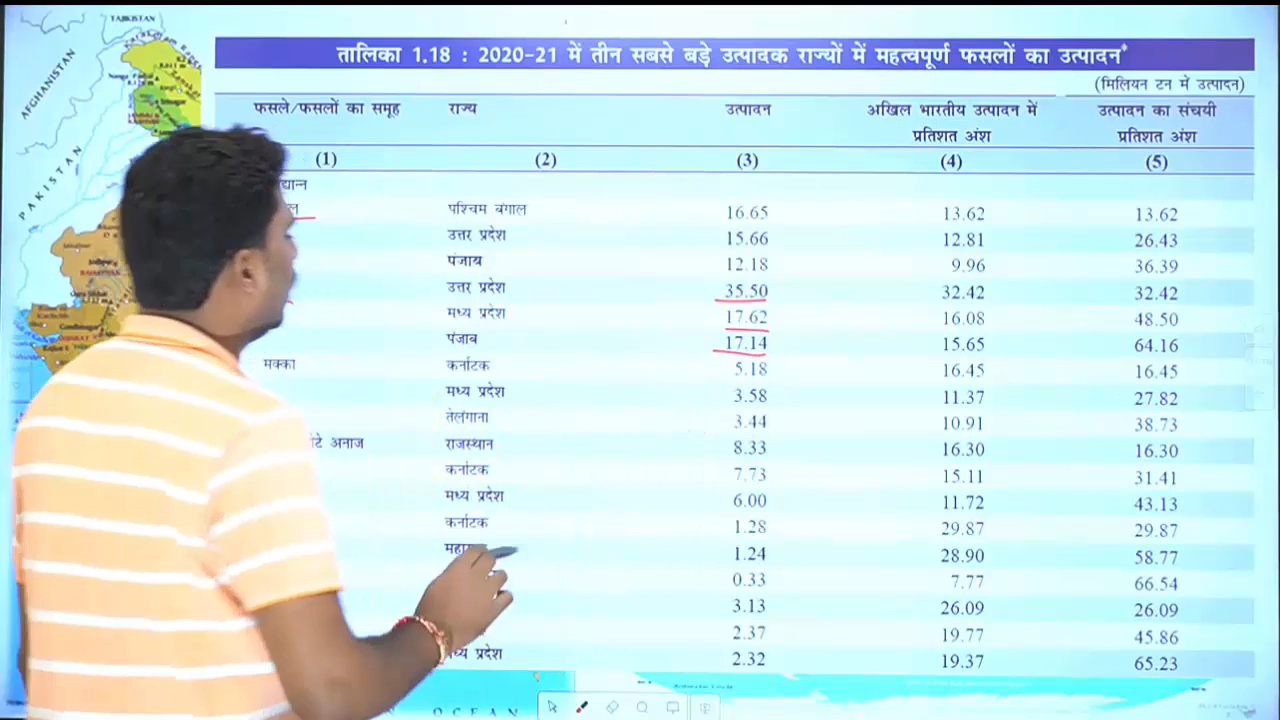 TAJIKISTAN
AFGHANISTAN
PAKISTAN
तालिका 1.18 : 2020-21 में तीन सबसे बड़े उत्पादक राज्यों में महत्वपूर्ण फसलों का उत्पादन*
(मिलियन टन में उत्पादन)
फसले/फसलों का समूह राज्य उत्पादन अखिल भारतीय उत्पादन में प्रतिशत अंश उत्पादन का संचयी प्रतिशत अंश
(1) (2) (3) (4) (5)
पश्चिम बंगाल 16.65 13.62 13.62
उत्तर प्रदेश 15.66 12.81 26.43
पंजाब 12.18 9.96 36.39
उत्तर प्रदेश 35.50 32.42 32.42
मध्य प्रदेश 17.62 16.08 48.50
पंजाब 17.14 15.65 64.16
मक्का कर्नाटक 5.18 16.45 16.45
मध्य प्रदेश 3.58 11.37 27.82
तेलंगाना 3.44 10.91 38.73
अनाज राजस्थान 8.33 16.30 16.30
कर्नाटक 7.73 15.11 31.41
मध्य प्रदेश 6.00 11.72 43.13
कर्नाटक 1.28 29.87 29.87
1.24 28.90 58.77
0.33 7.77 66.54
3.13 26.09 26.09
2.37 19.77 45.86
प्रदेश 2.32 19.37 65.23
OCEAN